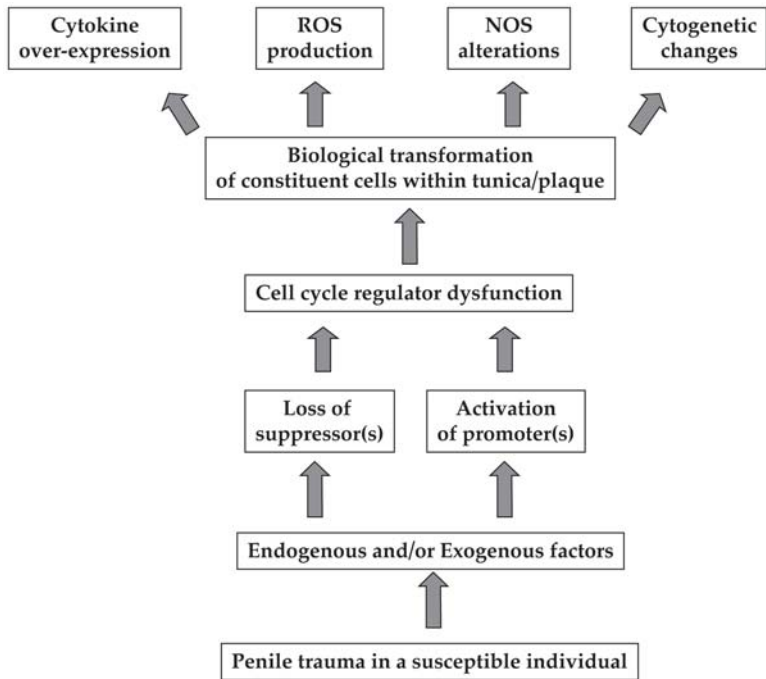 Cytokine
over-expression
ROS
production
NOS
alterations
Cytogenetic
changes
Biological transformation
of constituent cells within tunica/plaque
Cell cycle regulator dysfunction
Loss of
suppressor(s)
Activation
of promoter(s)
Endogenous and/or Exogenous factors
Penile trauma in a susceptible individual